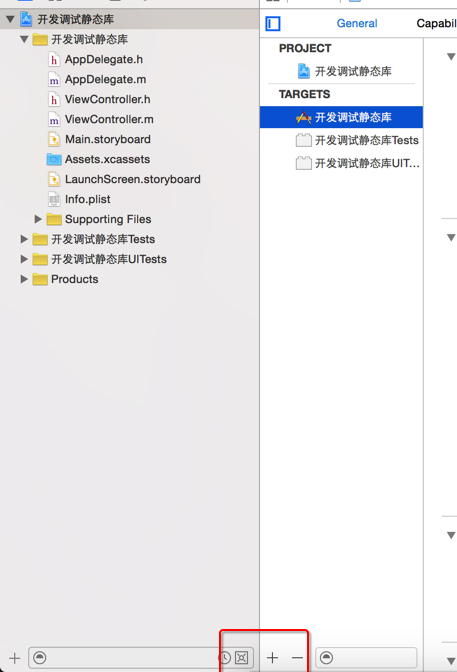 开发调试静态库
开发调试静态库
AppDelegate.h
AppDelegate.m
ViewController.h
ViewController.m
Main.storyboard
Assets.xcassets
LaunchScreen.storyboard
Info.plist
Supporting Files
开发调试静态库Tests
开发调试静态库UITests
Products
General
Capabil
PROJECT
开发调试静态库
TARGETS
开发调试静态库
开发调试静态库Tests
开发调试静态库UIT...